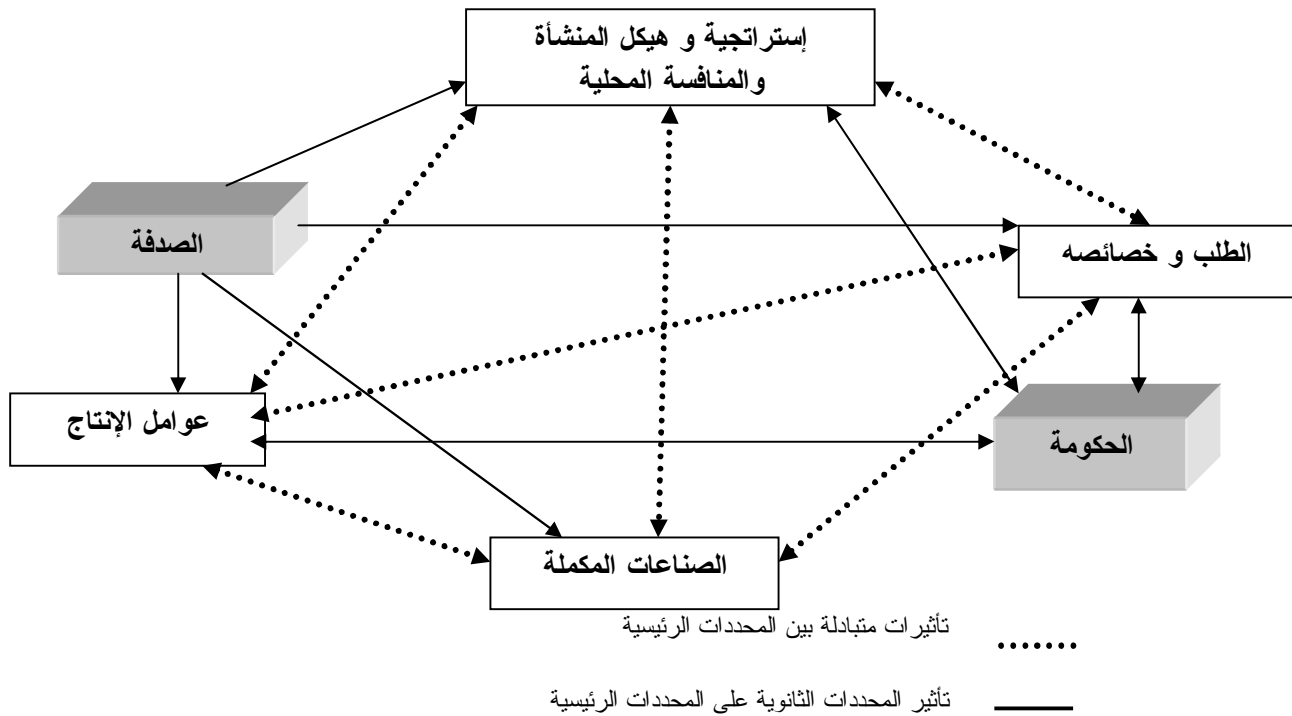 إستراتجية و هيكل المنشأة
والمنافسة المحلية
الصدفة
الطلب و خصائصه
عوامل الإنتاج
الحكومة
الصناعات المكملة
تأثيرات متبادلة بين المحددات الرئيسية
تأثير المحددات الثانوية على المحددات الرئيسية